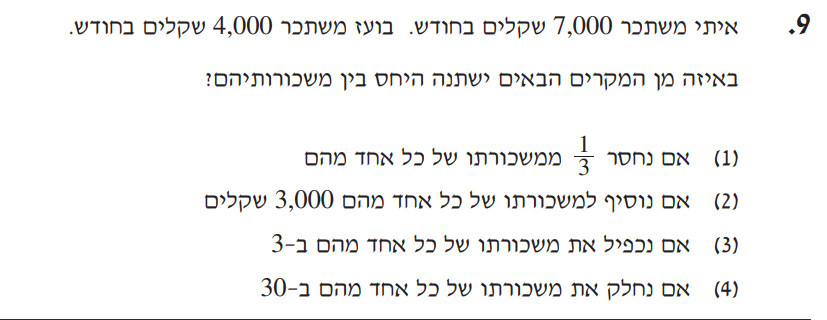 9. איתי משתכר 7,000 שקלים בחודש. בועז משתכר 4,000 שקלים בחודש.
באיזה מן המקרים הבאים ישתנה היחס בין משכורותיהם?
(1) אם נחסר 1/3 ממשכורתו של כל אחד מהם
(2) אם נוסיף למשכורתו של כל אחד מהם 3,000 שקלים
(3) אם נכפיל את משכורתו של כל אחד מהם ב-3
(4) אם נחלק את משכורתו של כל אחד מהם ב-30